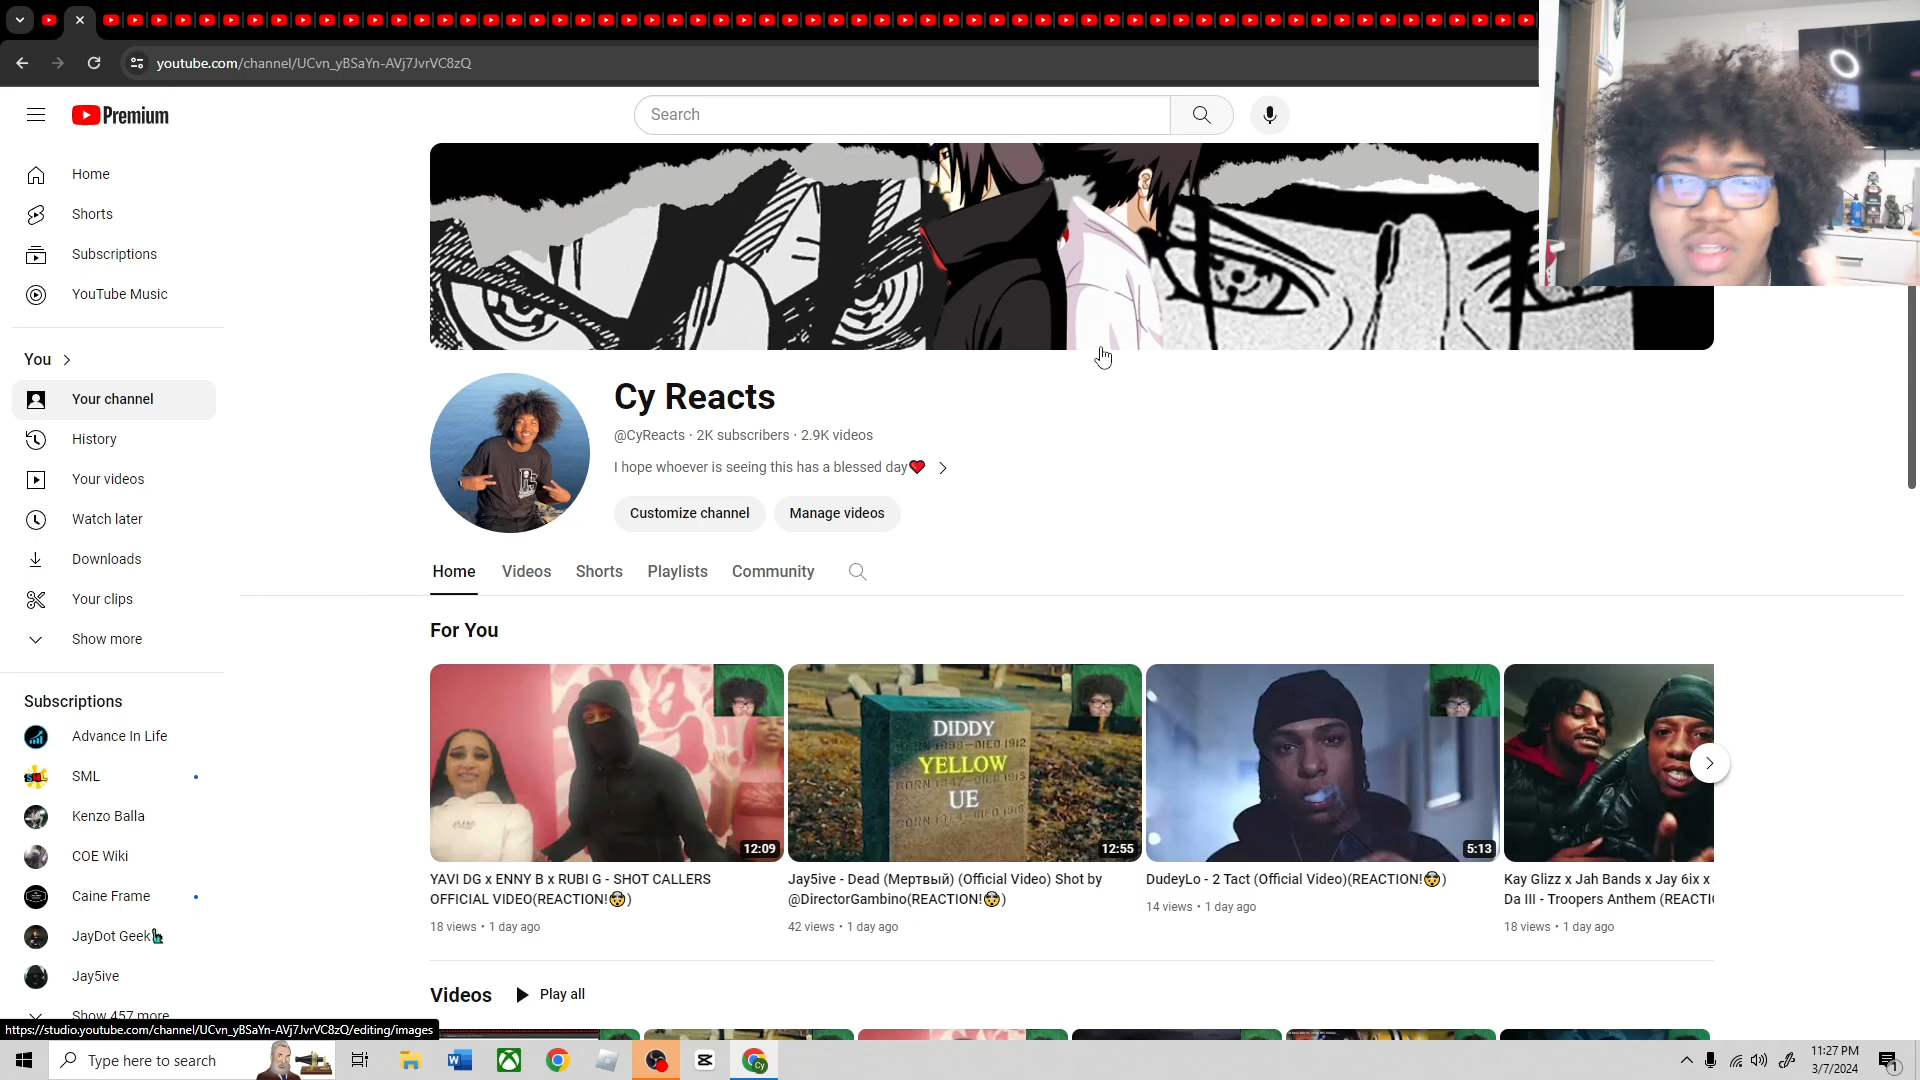 youtube.com/channel/UCvn_yBSaYn-AVj7JvrVC8zQ
Premium
Search
Home
Shorts
Subscriptions
YouTube Music
You
Your channel
History
Your videos
Watch later
Downloads
Your clips
Show more
Subscriptions
Advance In Life
SML
Kenzo Balla
COE Wiki
Caine Frame
JayDot Geek
Jay5ive
Show 457 more
Cy Reacts
@CyReacts · 2K subscribers · 2.9K videos
I hope whoever is seeing this has a blessed day❤️
Customize channel
Manage videos
Home Videos Shorts Playlists Community
For You
DIDDY
BORN 1898-DIED 1912
YELLOW
UE
12:09
12:55
5:13
YAVI DG x ENNY B x RUBI G - SHOT CALLERS
OFFICIAL VIDEO(REACTION!🤯)
18 views • 1 day ago
Jay5ive - Dead (Мертвый) (Official Video) Shot by
@DirectorGambino(REACTION!🤯)
42 views • 1 day ago
DudeyLo - 2 Tact (Official Video)(REACTION!🤯)
14 views • 1 day ago
Kay Glizz x Jah Bands x Jay 6ix x
Da III - Troopers Anthem (REACTI
18 views • 1 day ago
Videos
Play all
https://studio.youtube.com/channel/UCvn_yBSaYn-AVj7JvrVC8zQ/editing/images
Type here to search
11:27 PM
3/7/2024